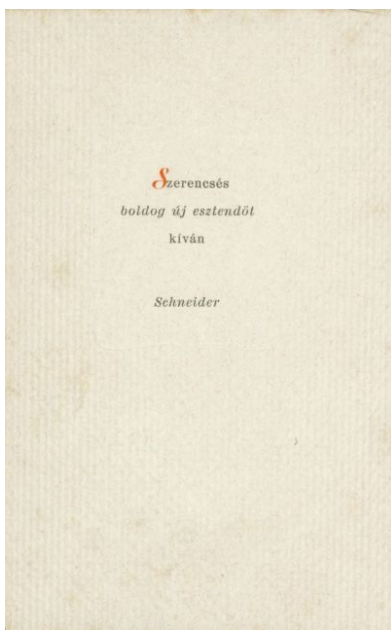 Szerencsés
boldog új esztendőt
kíván
Schneider